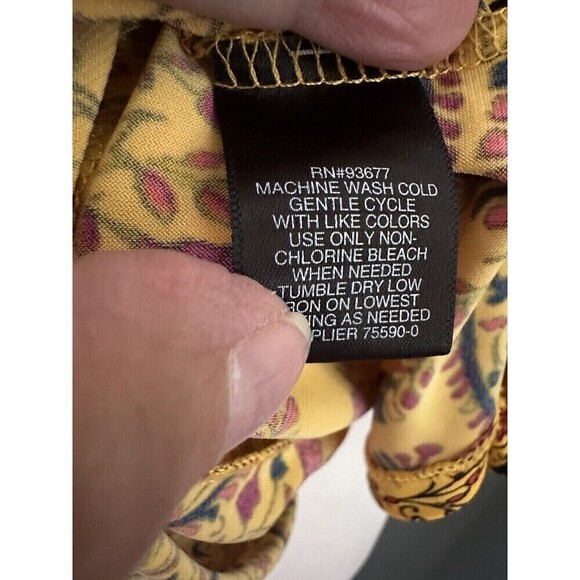 RN#93677
MACHINE WASH COLD
GENTLE CYCLE
WITH LIKE COLORS
USE ONLY NON-
CHLORINE BLEACH
WHEN NEEDED
TUMBLE DRY LOW
ON LOWEST
AS NEEDED
75590-0